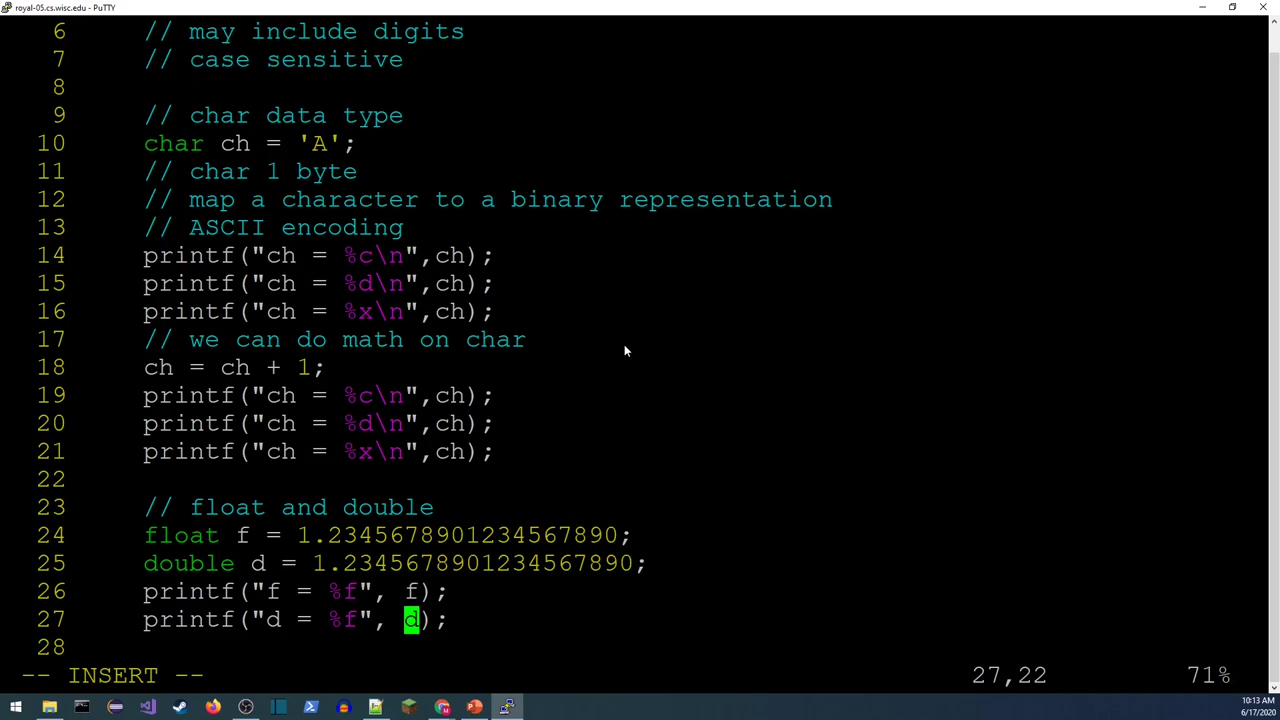 royal-05.cs.wisc.edu - PuTTY
6 // may include digits
7 // case sensitive
8
9 // char data type
10 char ch = 'A';
11 // char 1 byte
12 // map a character to a binary representation
13 // ASCII encoding
14 printf("ch = %c\n",ch);
15 printf("ch = %d\n",ch);
16 printf("ch = %x\n",ch);
17 // we can do math on char
18 ch = ch + 1;
19 printf("ch = %c\n",ch);
20 printf("ch = %d\n",ch);
21 printf("ch = %x\n",ch);
22
23 // float and double
24 float f = 1.2345678901234567890;
25 double d = 1.2345678901234567890;
26 printf("f = %f", f);
27 printf("d = %f", d);
28
-- INSERT -- 27,22 71%
10:13 AM
6/17/2020